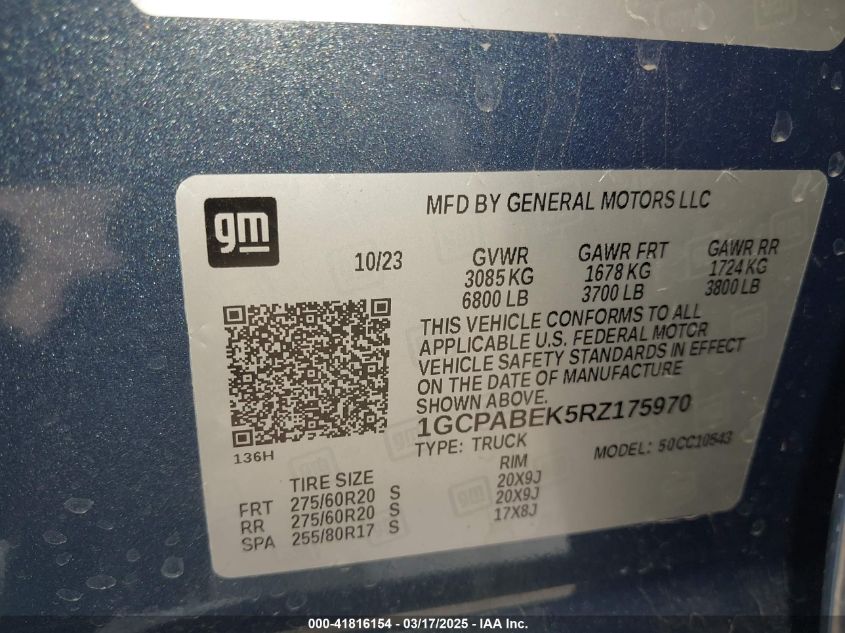 gm
MFD BY GENERAL MOTORS LLC
10/23
GVWR GAWR FRT GAWR RR
3085 KG 1678 KG 1724 KG
6800 LB 3700 LB 3800 LB
THIS VEHICLE CONFORMS TO ALL
APPLICABLE U.S. FEDERAL MOTOR
VEHICLE SAFETY STANDARDS IN EFFECT
ON THE DATE OF MANUFACTURE
SHOWN ABOVE.
1GCPABEK5RZ175970
TYPE: TRUCK MODEL: 50CC10543
136H
TIRE SIZE RIM
FRT 275/60R20 S 20X9J
RR 275/60R20 S 20X9J
SPA 255/80R17 S 17X8J
gm
000-41816154 — 03/17/2025 — IAA Inc.